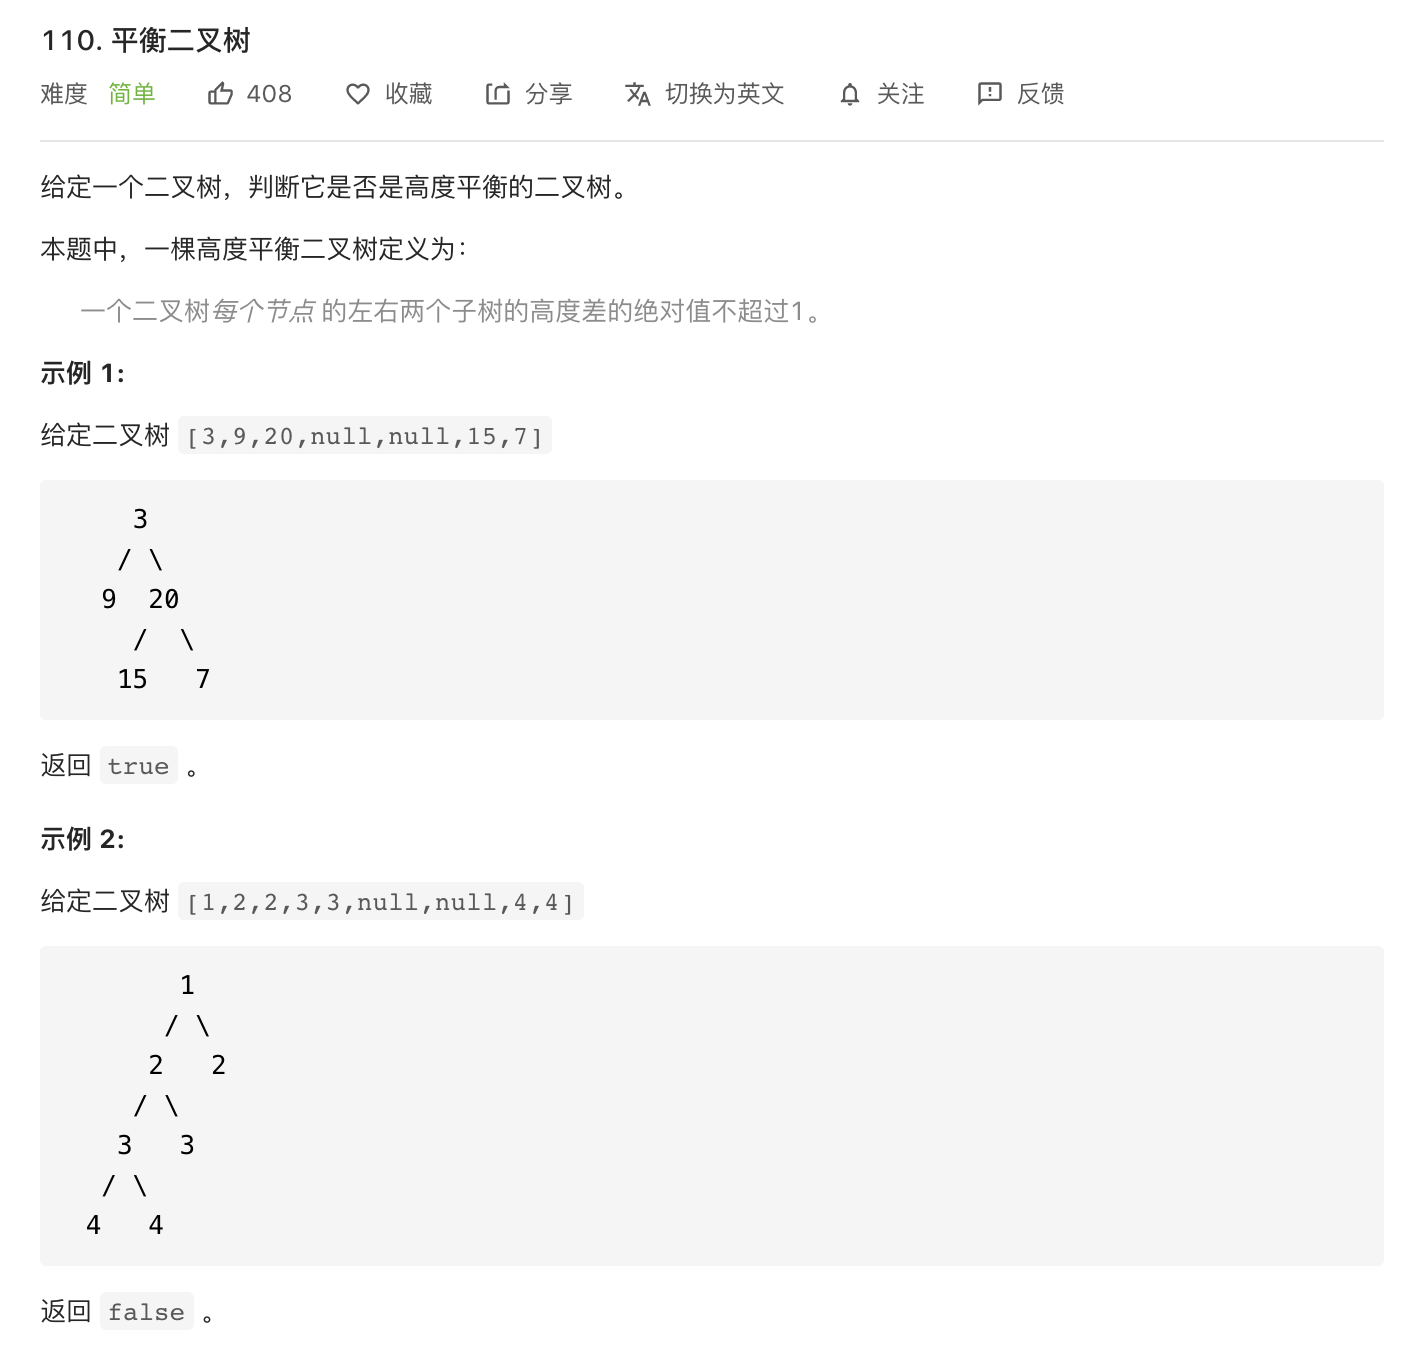 110. 平衡二叉树
难度 简单 408 收藏 分享 切换为英文 关注 反馈
给定一个二叉树，判断它是否是高度平衡的二叉树。
本题中，一棵高度平衡二叉树定义为：
一个二叉树每个节点 的左右两个子树的高度差的绝对值不超过1。
示例 1:
给定二叉树 [3,9,20,null,null,15,7]
3
/ \
9 20
/ \
15 7
返回 true 。
示例 2:
给定二叉树 [1,2,2,3,3,null,null,4,4]
1
/ \
2 2
/ \
3 3
/ \
4 4
返回 false 。